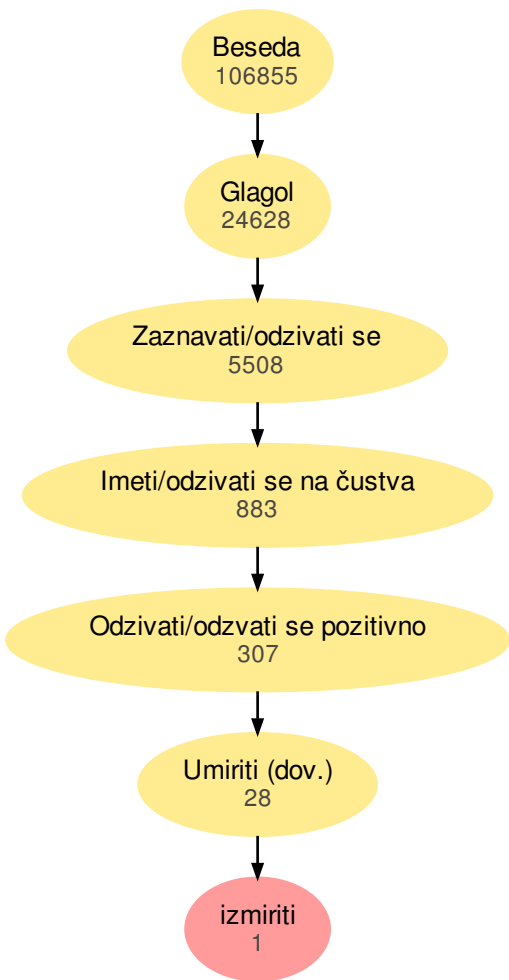 Beseda
106855
Glagol
24628
Zaznavati/odzivati se
5508
Imeti/odzivati se na čustva
883
Odzivati/odzvati se pozitivno
307
Umiriti (dov.)
28
izmiriti
1